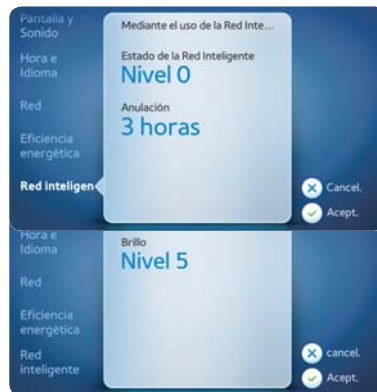 Pantalla y
Sonido
Hora e
Idioma
Red
Eficiencia
energética
Red inteligen
Mediante el uso de la Red Inte...
Estado de la Red Inteligente
Nivel 0
Anulación
3 horas
Cancel.
Acept.
Hora e
Idioma
Red
Eficiencia
energética
Red
inteligente
Brillo
Nivel 5
cancel.
Acept.